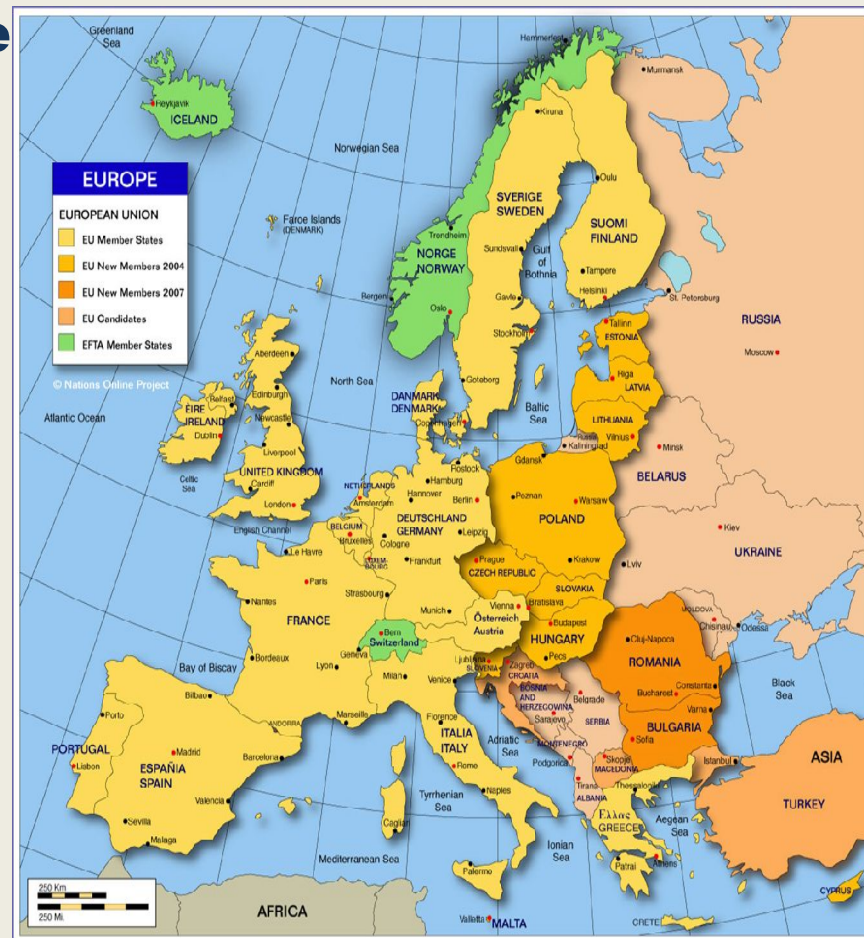 e
Greenland
Sea
Hammerfest
Murmansk
Reykjavik
ICELAND
Kiruna
Norwegian Sea
EUROPE
EUROPEAN UNION
EU Member States
EU New Members 2004
EU New Members 2007
EU Candidates
EFTA Member States
© Nations Online Project
Oulu
SVERIGE
SWEDEN
SUOMI
FINLAND
Faroe Islands
(DENMARK)
Trondheim
NORGE
NORWAY
Sundsvall
Gulf
of
Bothnia
Tampere
Helsinki
Bergen
Oslo
Gavle
St. Petersburg
RUSSIA
Tallinn
ESTONIA
Stockholm
Moscow
Aberdeen
North Sea
Riga
LATVIA
Goteborg
Edinburgh
DANMARK
DENMARK
Baltic
Sea
Atlantic Ocean
Belfast
EIRE
IRELAND
Newcastle
Copenhagen
LITHUANIA
Dublin
Russia
Kaliningrad
Vilnius
Minsk
Liverpool
Gdansk
BELARUS
Celtic
Sea
UNITED KINGDOM
Cardiff
Rostock
Hamburg
NETHERLANDS
Amsterdam
Hannover
Berlin
Poznan
Warsaw
London
English Channel
DEUTSCHLAND
GERMANY
POLAND
BELGIUM
Bruxelles
Cologne
Leipzig
Kiev
UKRAINE
Le Havre
LUXEM-
BOURG
Frankfurt
Prague
CZECH REPUBLIC
Krakow
Lviv
Paris
Strasbourg
SLOVAKIA
Nantes
Munich
Vienna
Bratislava
MOLDOVA
Chisinau
Odessa
FRANCE
Österreich
Austria
Budapest
HUNGARY
Bern
Switzerland
Cluj-Napoca
ROMANIA
Geneva
Bay of Biscay
Bordeaux
Lyon
Ljubljana
SLOVENIA
Pecs
Zagreb
CROATIA
Milan
Venice
BOSNIA
AND
HERZEGOWINA
Belgrade
Bucharest
Constanta
Black
Sea
Bilbao
Sarajevo
SERBIA
Varna
Porto
ANDORRA
Marseille
Florence
ITALIA
ITALY
Adriatic
Sea
MONTENEGRO
BULGARIA
Sofia
PORTUGAL
Lisbon
Madrid
Barcelona
Podgorica
Skopje
MACEDONIA
Istanbul
ASIA
ESPAÑIA
SPAIN
Rome
Tirana
ALBANIA
Thessaloniki
Valencia
Naples
TURKEY
Tyrrhenian
Sea
Sevilla
Cagliari
Ελλας
GREECE
Aegean
Sea
Malaga
Mediterranean Sea
Ionian
Sea
Palermo
Patrai
Athens
250 Km
250 Mi.
AFRICA
CYPRUS
Valletta
MALTA
CRETE